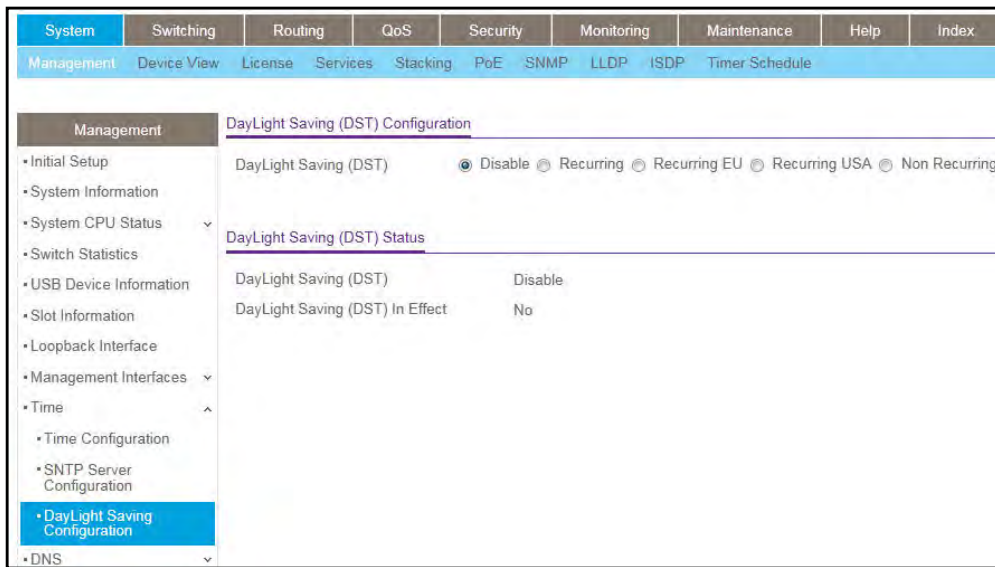 System Switching Routing QoS Security Monitoring Maintenance Help Index
Management Device View License Services Stacking PoE SNMP LLDP ISDP Timer Schedule
Management
Initial Setup
System Information
System CPU Status
Switch Statistics
USB Device Information
Slot Information
Loopback Interface
Management Interfaces
Time
Time Configuration
SNTP Server
Configuration
DayLight Saving
Configuration
DNS
DayLight Saving (DST) Configuration
DayLight Saving (DST) Disable Recurring Recurring EU Recurring USA Non Recurring
DayLight Saving (DST) Status
DayLight Saving (DST) Disable
DayLight Saving (DST) In Effect No